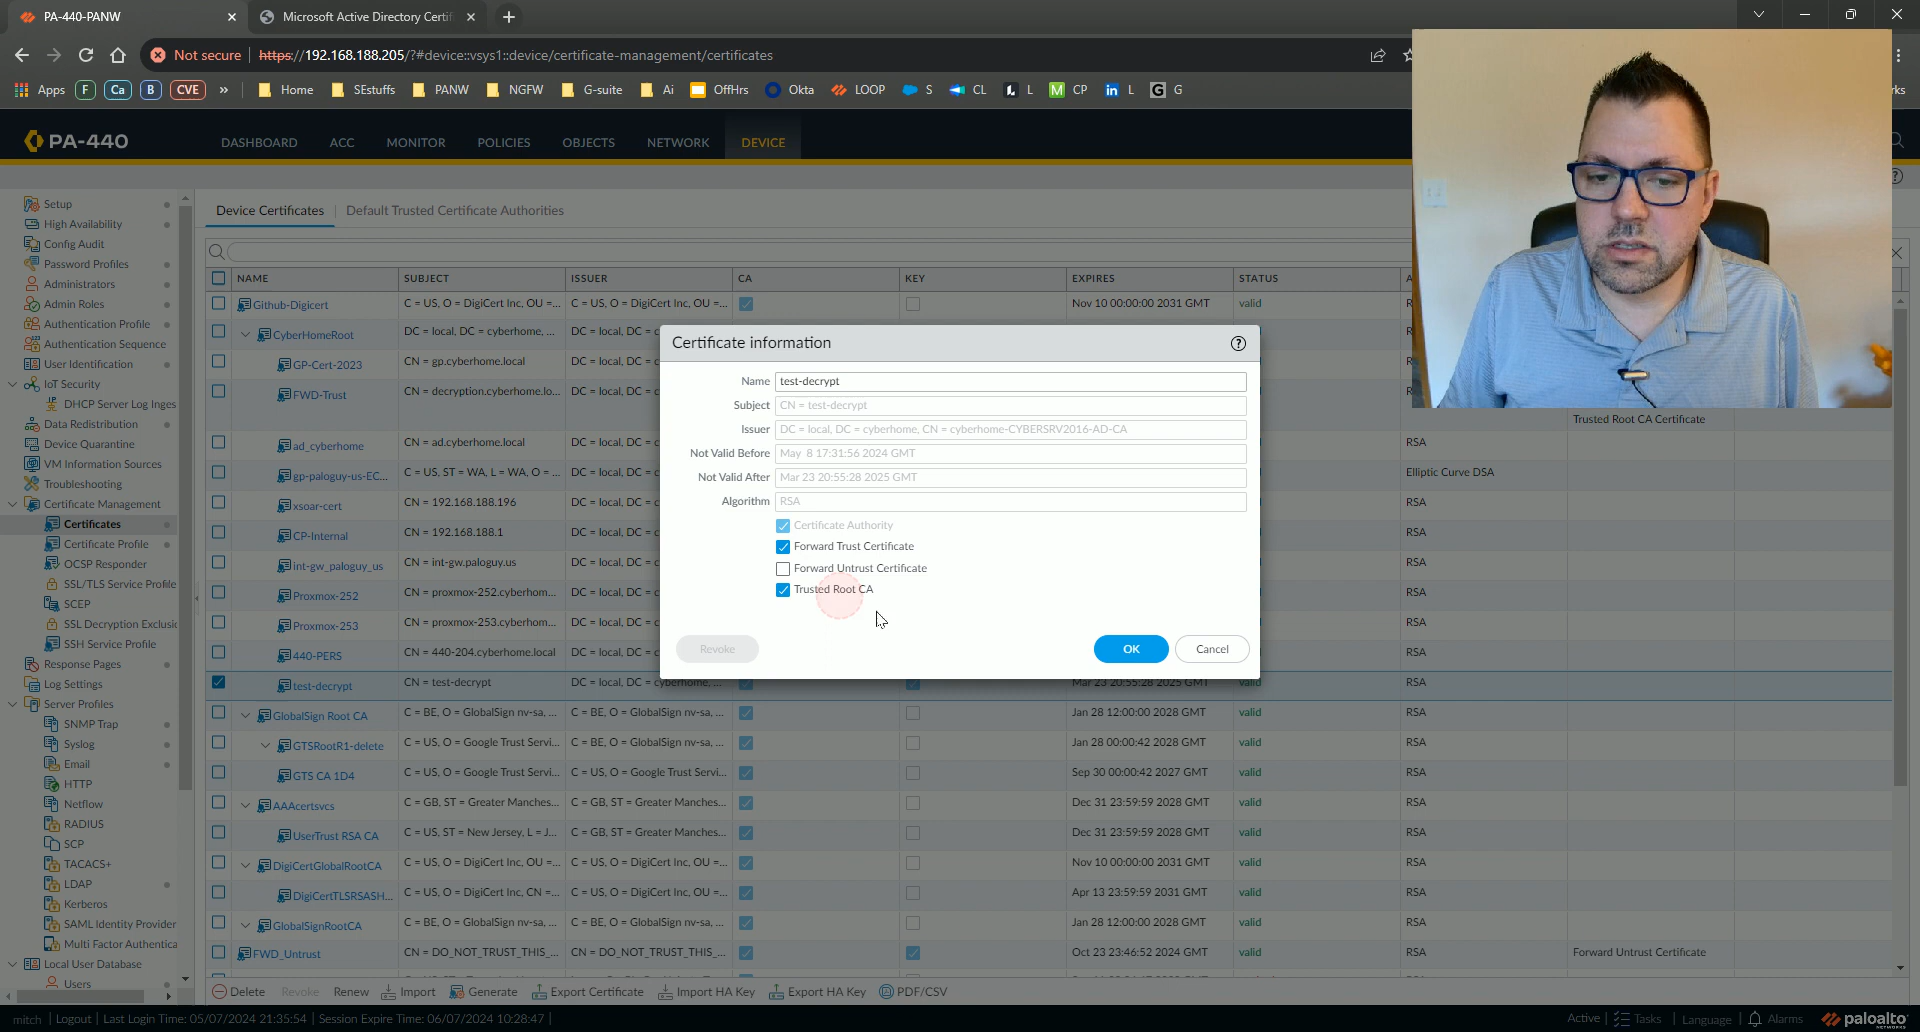 PA-440-PANW
Microsoft Active Directory Certif
Not secure
https://192.168.188.205/?#device::vsys1::device/certificate-management/certificates
Apps F Ca B CVE » Home SEstuffs PANW NGFW G-suite Ai OffHrs Okta LOOP S CL L CP L G
PA-440
DASHBOARD ACC MONITOR POLICIES OBJECTS NETWORK DEVICE
Setup
High Availability
Config Audit
Password Profiles
Administrators
Admin Roles
Authentication Profile
Authentication Sequence
User Identification
IoT Security
DHCP Server Log Inges
Data Redistribution
Device Quarantine
VM Information Sources
Troubleshooting
Certificate Management
Certificates
Certificate Profile
OCSP Responder
SSL/TLS Service Profile
SCEP
SSL Decryption Exclusic
SSH Service Profile
Response Pages
Log Settings
Server Profiles
SNMP Trap
Syslog
Email
HTTP
Netflow
RADIUS
SCP
TACACS+
LDAP
Kerberos
SAML Identity Provider
Multi Factor Authentica
Local User Database
Users
Device Certificates Default Trusted Certificate Authorities
NAME SUBJECT ISSUER CA KEY EXPIRES STATUS A
Github-Digicert C = US, O = DigiCert Inc, OU =... C = US, O = DigiCert Inc, OU =... Nov 10 00:00:00 2031 GMT valid R
CyberHomeRoot DC = local, DC = cyberhome, ... DC = local, DC = c
GP-Cert-2023 CN = gp.cyberhome.local DC = local, DC = c
FWD-Trust CN = decryption.cyberhome.lo... DC = local, DC = c
Trusted Root CA Certificate
ad_cyberhome CN = ad.cyberhome.local DC = local, DC = c RSA
gp-paloguy-us-EC... C = US, ST = WA, L = WA, O = ... DC = local, DC = c Elliptic Curve DSA
xsoar-cert CN = 192.168.188.196 DC = local, DC = c RSA
CP-Internal CN = 192.168.188.1 DC = local, DC = c RSA
int-gw_paloguy_us CN = int-gw.paloguy.us DC = local, DC = c RSA
Proxmox-252 CN = proxmox-252.cyberhom... DC = local, DC = c RSA
Proxmox-253 CN = proxmox-253.cyberhom... DC = local, DC = c RSA
440-PERS CN = 440-204.cyberhome.local DC = local, DC = c RSA
test-decrypt CN = test-decrypt DC = local, DC = cyberhome,... Mar 23 20:55:28 2025 GMT valid RSA
GlobalSign Root CA C = BE, O = GlobalSign nv-sa, ... C = BE, O = GlobalSign nv-sa, ... Jan 28 12:00:00 2028 GMT valid RSA
GTSRootR1-delete C = US, O = Google Trust Servi... C = BE, O = GlobalSign nv-sa, ... Jan 28 00:00:42 2028 GMT valid RSA
GTS CA 1D4 C = US, O = Google Trust Servi... C = US, O = Google Trust Servi... Sep 30 00:00:42 2027 GMT valid RSA
AAAcertsvcs C = GB, ST = Greater Manches... C = GB, ST = Greater Manches... Dec 31 23:59:59 2028 GMT valid RSA
UserTrust RSA CA C = US, ST = New Jersey, L = J... C = GB, ST = Greater Manches... Dec 31 23:59:59 2028 GMT valid RSA
DigiCertGlobalRootCA C = US, O = DigiCert Inc, OU =... C = US, O = DigiCert Inc, OU =... Nov 10 00:00:00 2031 GMT valid RSA
DigiCertTLSRSASH... C = US, O = DigiCert Inc, CN =... C = US, O = DigiCert Inc, OU =... Apr 13 23:59:59 2031 GMT valid RSA
GlobalSignRootCA C = BE, O = GlobalSign nv-sa, ... C = BE, O = GlobalSign nv-sa, ... Jan 28 12:00:00 2028 GMT valid RSA
FWD_Untrust CN = DO_NOT_TRUST_THIS_... CN = DO_NOT_TRUST_THIS_... Oct 23 23:46:52 2024 GMT valid RSA Forward Untrust Certificate
Certificate information
Name test-decrypt
Subject CN = test-decrypt
Issuer DC = local, DC = cyberhome, CN = cyberhome-CYBERSRV2016-AD-CA
Not Valid Before May 8 17:31:56 2024 GMT
Not Valid After Mar 23 20:55:28 2025 GMT
Algorithm RSA
Certificate Authority
Forward Trust Certificate
Forward Untrust Certificate
Trusted Root CA
Revoke OK Cancel
Delete Revoke Renew Import Generate Export Certificate Import HA Key Export HA Key PDF/CSV
mitch | Logout | Last Login Time: 05/07/2024 21:35:54 | Session Expire Time: 06/07/2024 10:28:47 |
Active | Tasks | Language | Alarms paloalto